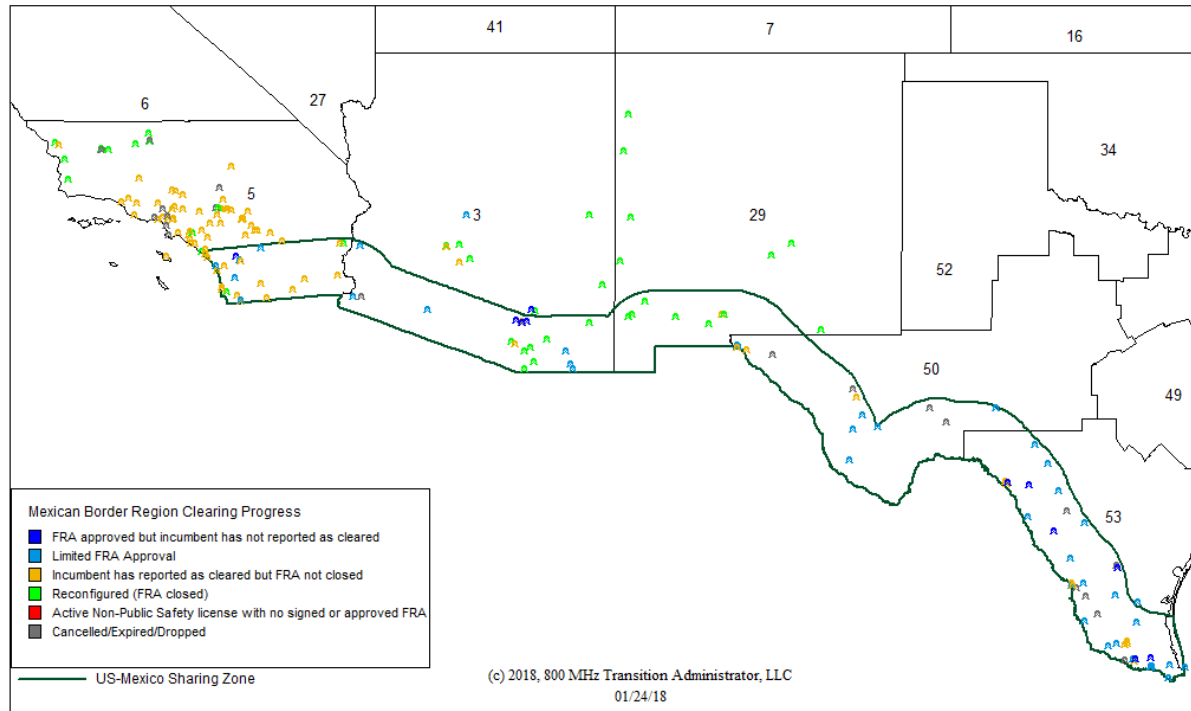 41
7
16
6
27
34
5
3
29
52
50
49
53
Mexican Border Region Clearing Progress
FRA approved but incumbent has not reported as cleared
Limited FRA Approval
Incumbent has reported as cleared but FRA not closed
Reconfigured (FRA closed)
Active Non-Public Safety license with no signed or approved FRA
Cancelled/Expired/Dropped
US-Mexico Sharing Zone
(c) 2018, 800 MHz Transition Administrator, LLC
01/24/18